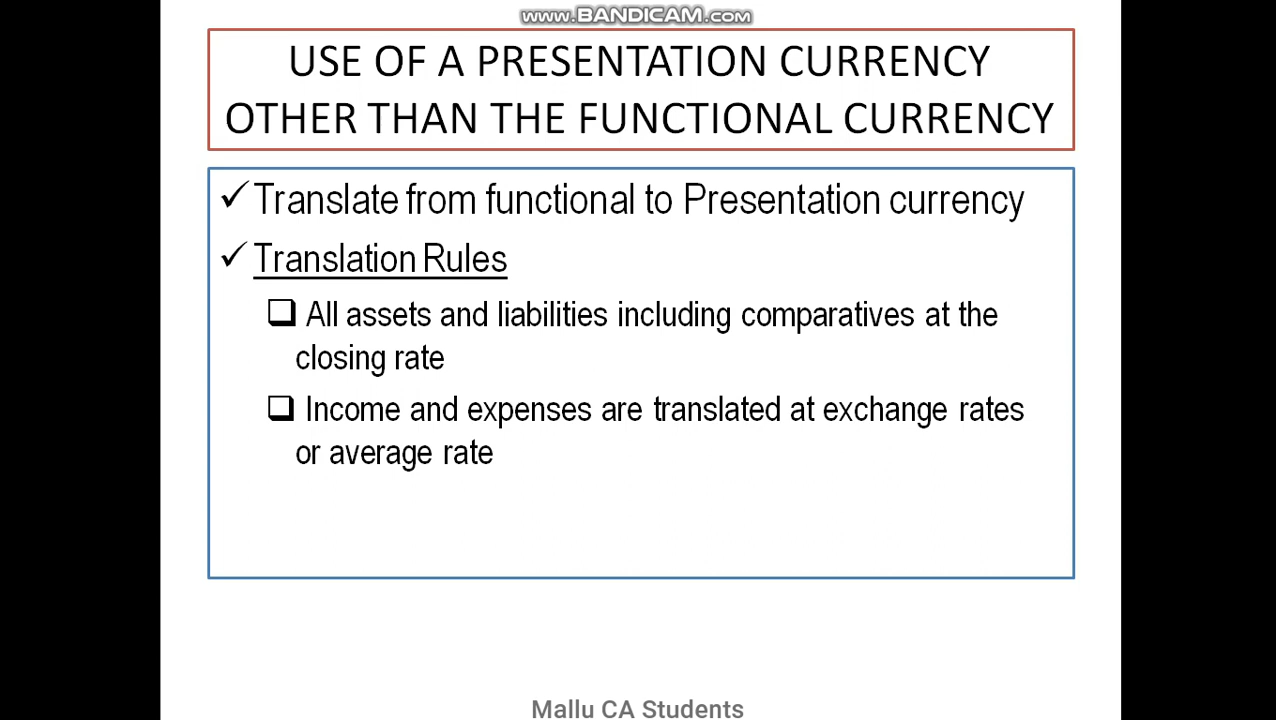 www.BANDICAM.com
USE OF A PRESENTATION CURRENCY
OTHER THAN THE FUNCTIONAL CURRENCY
✓ Translate from functional to Presentation currency
✓ Translation Rules
❑ All assets and liabilities including comparatives at the
closing rate
❑ Income and expenses are translated at exchange rates
or average rate
Mallu CA Students